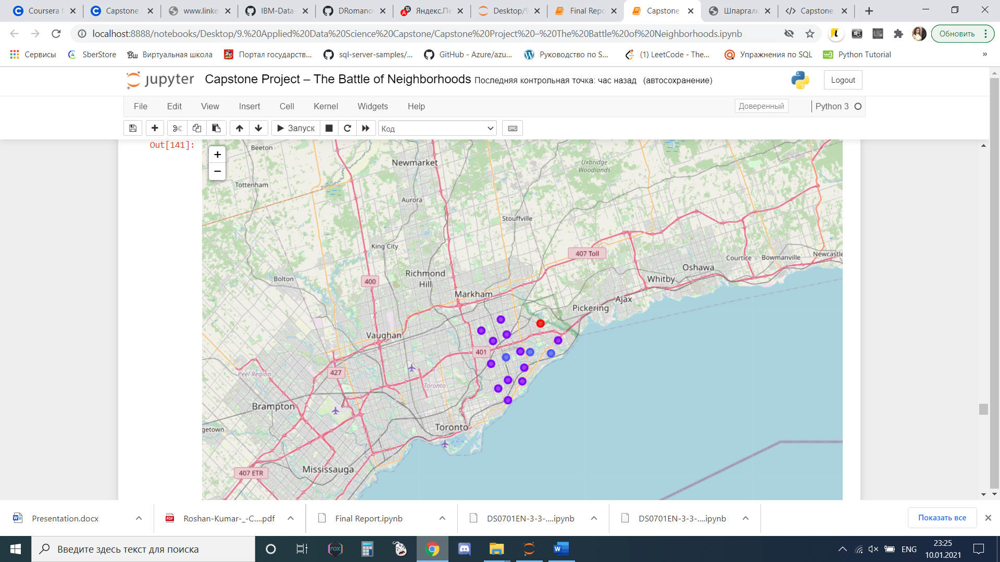 Coursera f
Capstone
www.linke
IBM-Data-
DRomano
Яндекс.Пе
Desktop/9
Final Repo
Capstone
Шпаргалк
Capstone
localhost:8888/notebooks/Desktop/9.%20Applied%20Data%20Science%20Capstone/Capstone%20Project%20–%20The%20Battle%20of%20Neighborhoods.ipynb
Обновить
Сервисы
SberStore
Виртуальная школа
Портал государств...
sql-server-samples/...
GitHub - Azure/azu...
Руководство по S...
(1) LeetCode - The...
Упражнения по SQL
Python Tutorial
»
jupyter
Capstone Project – The Battle of Neighborhoods
Последняя контрольная точка: час назад (автосохранение)
Logout
File Edit View Insert Cell Kernel Widgets Help
Доверенный
Python 3
Запуск
Код
Out[141]:
+
−
Beeton
Newmarket
Uxbridge
Woodlands
Tottenham
Aurora
Stouffville
King City
407 Toll
Courtice
Bowmanville
Newcastle
Richmond
Hill
Oshawa
Bolton
400
Whitby
Markham
Ajax
Pickering
Vaughan
401
Peel Region
427
Toronto
Brampton
Toronto
getown
Mississauga
407 ETR
Presentation.docx
Roshan-Kumar-_-C....pdf
Final Report.ipynb
DS0701EN-3-3-....ipynb
DS0701EN-3-3-....ipynb
Показать все
Введите здесь текст для поиска
ENG
23:25
10.01.2021